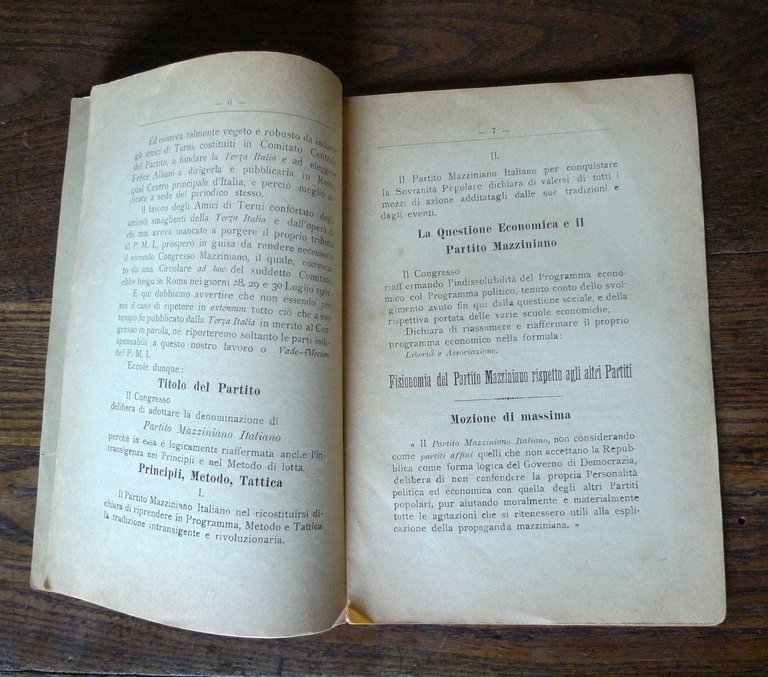 — 6 —
Ed esisteva talmente vegeto e robusto da indurre
gli amici di Terni, costituiti in Comitato Centrale
del Partito, a fondare la Terza Italia e ad eleggere
Felice Albani a dirigerla e pubblicarla in Roma,
qual Centro principale d'Italia, e perciò meglio in-
dicato a sede del periodico stesso.
Il lavoro degli Amici di Terni confortato dagli
articoli smaglienti della Terza Italia e dall'opera di
chi mai aveva mancato a porgere il proprio tributo
al P. M. I., prosperò in guisa da rendere necessario
il secondo Congresso Mazziniano, il quale, convoca-
to da una Circolare ad hoc del suddetto Comitato,
ebbe luogo in Roma nei giorni 28, 29 e 30 Luglio 1901.
E qui dobbiamo avvertire che non essendo per
noi il caso di ripetere in extensum tutto ciò che a suo
tempo fu pubblicato dalla Terza Italia in merito al Con-
gresso in parola, ne riporteremo soltanto le parti indi-
spensabili a questo nostro lavoro o Vade-Mecum
del P. M. I.
Eccole dunque:
Titolo del Partito
Il Congresso
delibera di adottare la denominazione di
Partito Mazziniano Italiano
perchè in essa é logicamente riaffermata anche l'in-
transigenza nei Principii e nel Metodo di lotta.
Principii, Metodo, Tattica
I.
Il Partito Mazziniano Italiano nel ricostituirsi di-
chiara di riprendere in Programma, Metodo e Tattica
la tradizione intransigente e rivoluzionaria.
— 7 —
II.
Il Partito Mazziniano Italiano per conquistare
la Sovranità Popolare dichiara di valersi di tutti i
mezzi di azione additatigli dalle sue tradizioni e
dagli eventi.
La Questione Economica e il
Partito Mazziniano
Il Congresso
riaffermando l'indissolubilità del Programma econo-
mico col Programma politico, tenuto conto dello svol-
gimento avuto fin qui dalla questione sociale, e della
rispettiva portata delle varie scuole economiche,
Dichiara di riassumere e riaffermare il proprio
programma economico nella formula:
Libertà e Associazione.
Fisionomia del Partito Mazziniano rispetto agli altri Partiti
Mozione di massima
« Il Partito Mazziniano Italiano, non considerando
come partiti affini quelli che non accettano la Repub-
blica come forma logica del Governo di Democrazia,
delibera di non confondere la propria Personalità
politica ed economica con quella degli altri Partiti
popolari, pur aiutando moralmente e materialmente
tutte le agitazioni che si ritenessero utili alla espli-
cazione della propaganda mazziniana. »